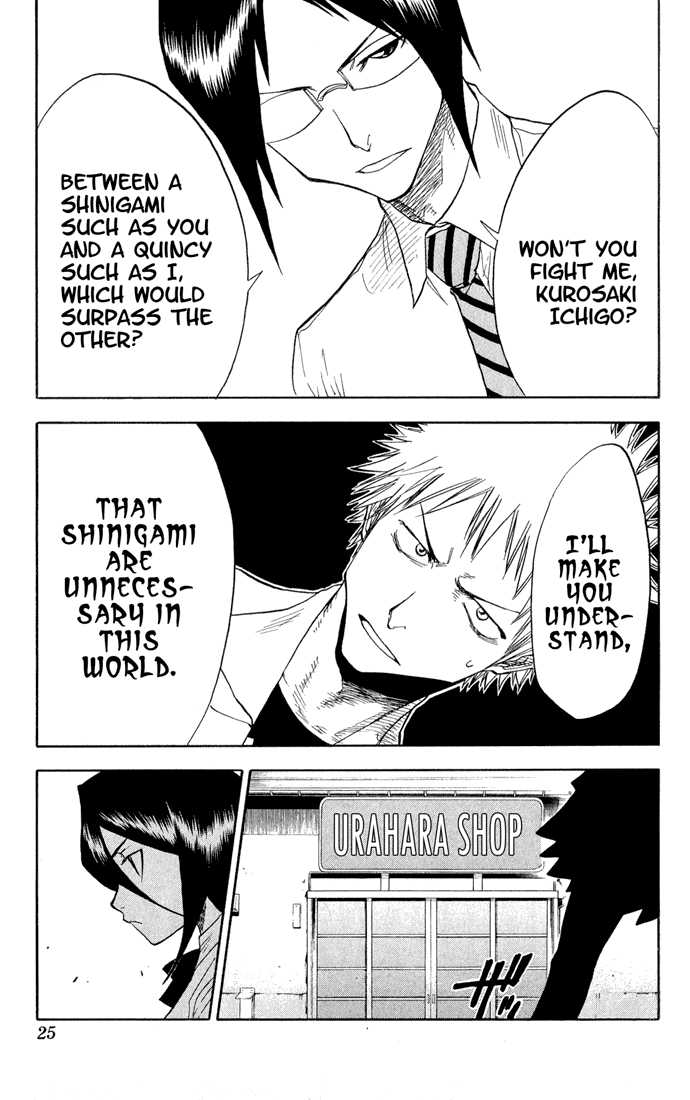 WON'T YOU
FIGHT ME,
KUROSAKI
ICHIGO?
BETWEEN A
SHINIGAMI
SUCH AS YOU
AND A QUINCY
SUCH AS I,
WHICH WOULD
SURPASS THE
OTHER?
I'LL
MAKE
YOU
UNDER-
STAND,
THAT
SHINIGAMI
ARE
UNNECES-
SARY IN
THIS
WORLD.
URAHARA SHOP
25